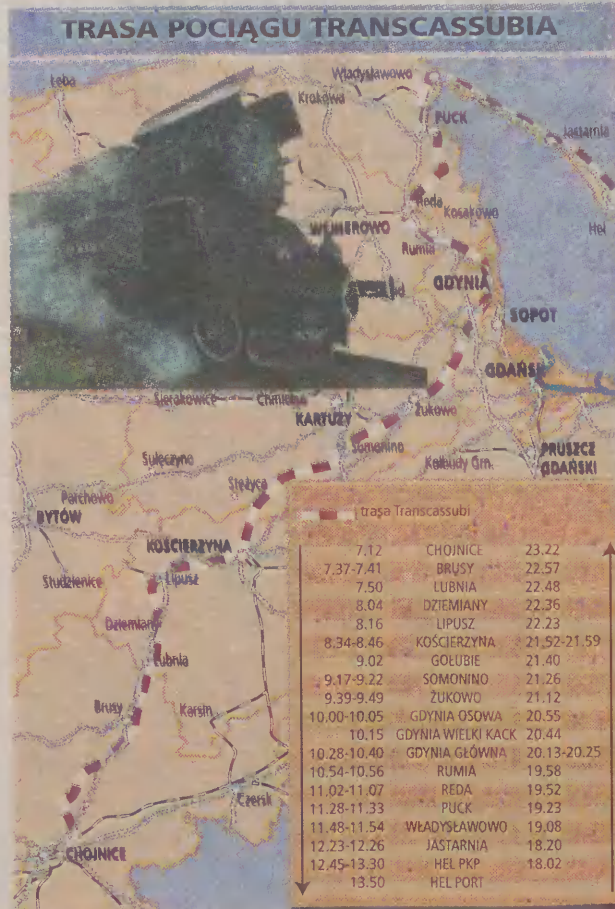 TRASA POCIĄGU TRANSCASSUBIA
Łeba
Władysławowo
Krokowa
PUCK
Jastarnia
Reda
Kosakowo
Hel
WEJHEROWO
Rumia
GDYNIA
SOPOT
GDAŃSK
Sierakowice
KARTUZY
Żukowo
Somonino
Kolbudy Grn.
PRUSZCZ
GDAŃSKI
Sulęczyno
Stężyca
Parchowo
BYTÓW
KOŚCIERZYNA
Studzienice
Lipusz
Dziemiany
Lubnia
Brusy
Karsin
Czersk
CHOJNICE
trasa Transcassubi
7.12 CHOJNICE 23.22
7.37-7.41 BRUSY 22.57
7.50 LUBNIA 22.48
8.04 DZIEMIANY 22.36
8.16 LIPUSZ 22.23
8.34-8.46 KOŚCIERZYNA 21.52-21.59
9.02 GOŁUBIE 21.40
9.17-9.22 SOMONINO 21.26
9.39-9.49 ŻUKOWO 21.12
10.00-10.05 GDYNIA OSOWA 20.55
10.15 GDYNIA WIELKI KACK 20.44
10.28-10.40 GDYNIA GŁÓWNA 20.13-20.25
10.54-10.56 RUMIA 19.58
11.02-11.07 REDA 19.52
11.28-11.33 PUCK 19.23
11.48-11.54 WŁADYSŁAWOWO 19.08
12.23-12.26 JASTARNIA 18.20
12.45-13.30 HEL PKP 18.02
13.50 HEL PORT